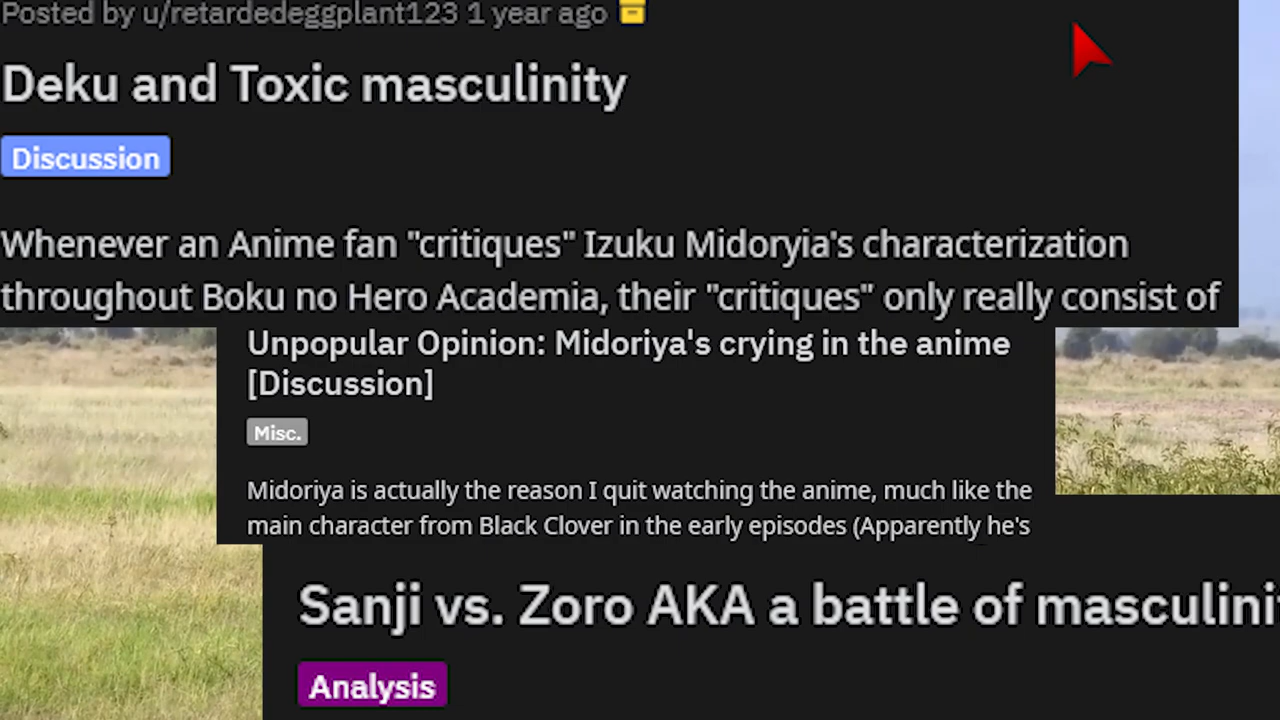 Posted by u/retardedeggplant123 1 year ago
Deku and Toxic masculinity
Discussion
Whenever an Anime fan "critiques" Izuku Midoryia's characterization
throughout Boku no Hero Academia, their "critiques" only really consist of
Unpopular Opinion: Midoriya's crying in the anime
[Discussion]
Misc.
Midoriya is actually the reason I quit watching the anime, much like the
main character from Black Clover in the early episodes (Apparently he's
Sanji vs. Zoro AKA a battle of masculini
Analysis